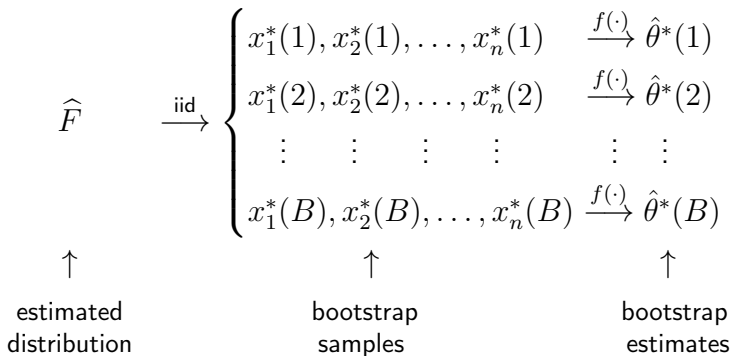 x₁*(1), x₂*(1), …, xₙ*(1) —f(·)→ θ̂*(1)
x₁*(2), x₂*(2), …, xₙ*(2) —f(·)→ θ̂*(2)
F̂ —iid→ {
⋮ ⋮ ⋮ ⋮ ⋮ ⋮
x₁*(B), x₂*(B), …, xₙ*(B) —f(·)→ θ̂*(B)
↑ ↑ ↑
estimated bootstrap bootstrap
distribution samples estimates